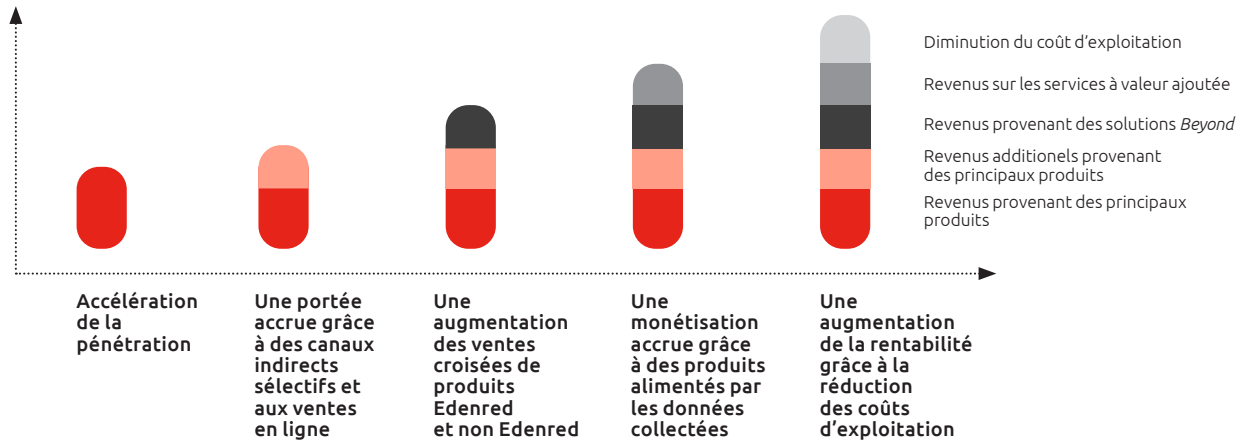 Diminution du coût d'exploitation
Revenus sur les services à valeur ajoutée
Revenus provenant des solutions Beyond
Revenus additionels provenant
des principaux produits
Revenus provenant des principaux
produits
Accélération
de la
pénétration
Une portée
accrue grâce
à des canaux
indirects
sélectifs et
aux ventes
en ligne
Une
augmentation
des ventes
croisées de
produits
Edenred
et non Edenred
Une
monétisation
accrue grâce
à des produits
alimentés par
les données
collectées
Une
augmentation
de la rentabilité
grâce à la
réduction
des coûts
d'exploitation